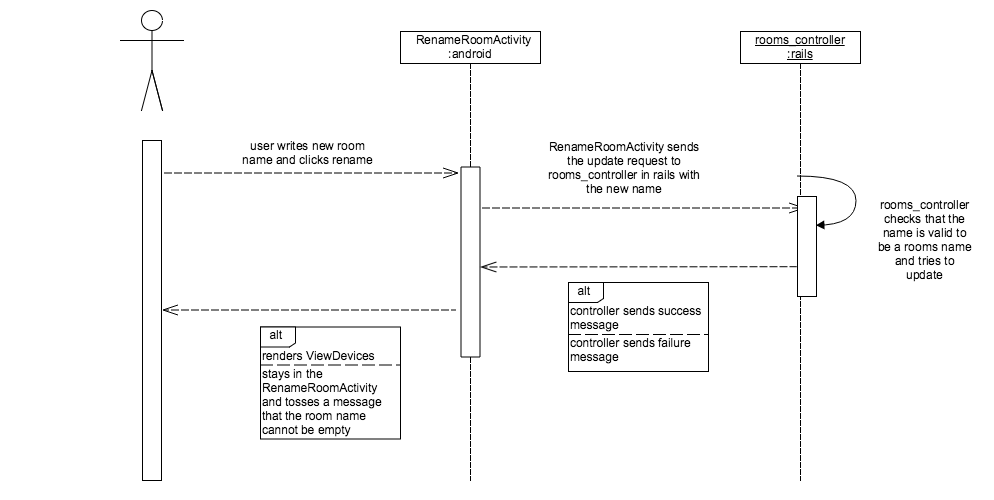 RenameRoomActivity
:android
rooms_controller
:rails
user writes new room
name and clicks rename
RenameRoomActivity sends
the update request to
rooms_controller in rails with
the new name
rooms_controller
checks that the
name is valid to
be a rooms name
and tries to
update
alt
controller sends success
message
controller sends failure
message
alt
renders ViewDevices
stays in the
RenameRoomActivity
and tosses a message
that the room name
cannot be empty